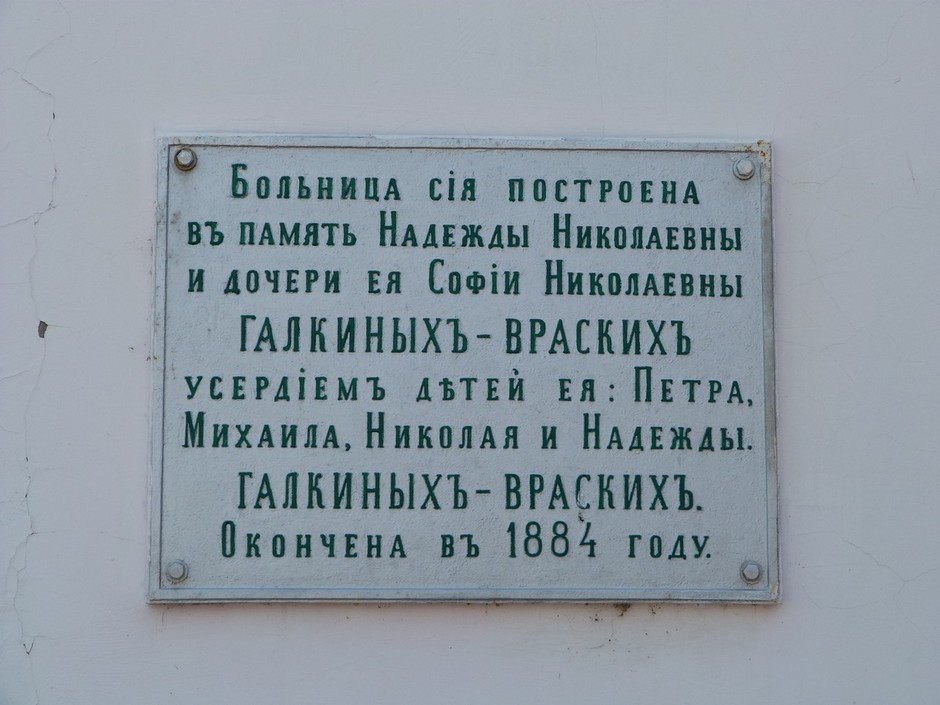 Больница сія построена
въ память Надежды Николаевны
и дочери ея Софіи Николаевны
ГАЛКИНЫХЪ - ВРАСКИХЪ
усердіемъ дѣтей ея: Петра,
Михаила, Николая и Надежды.
ГАЛКИНЫХЪ - ВРАСКИХЪ.
Окончена въ 1884 году.